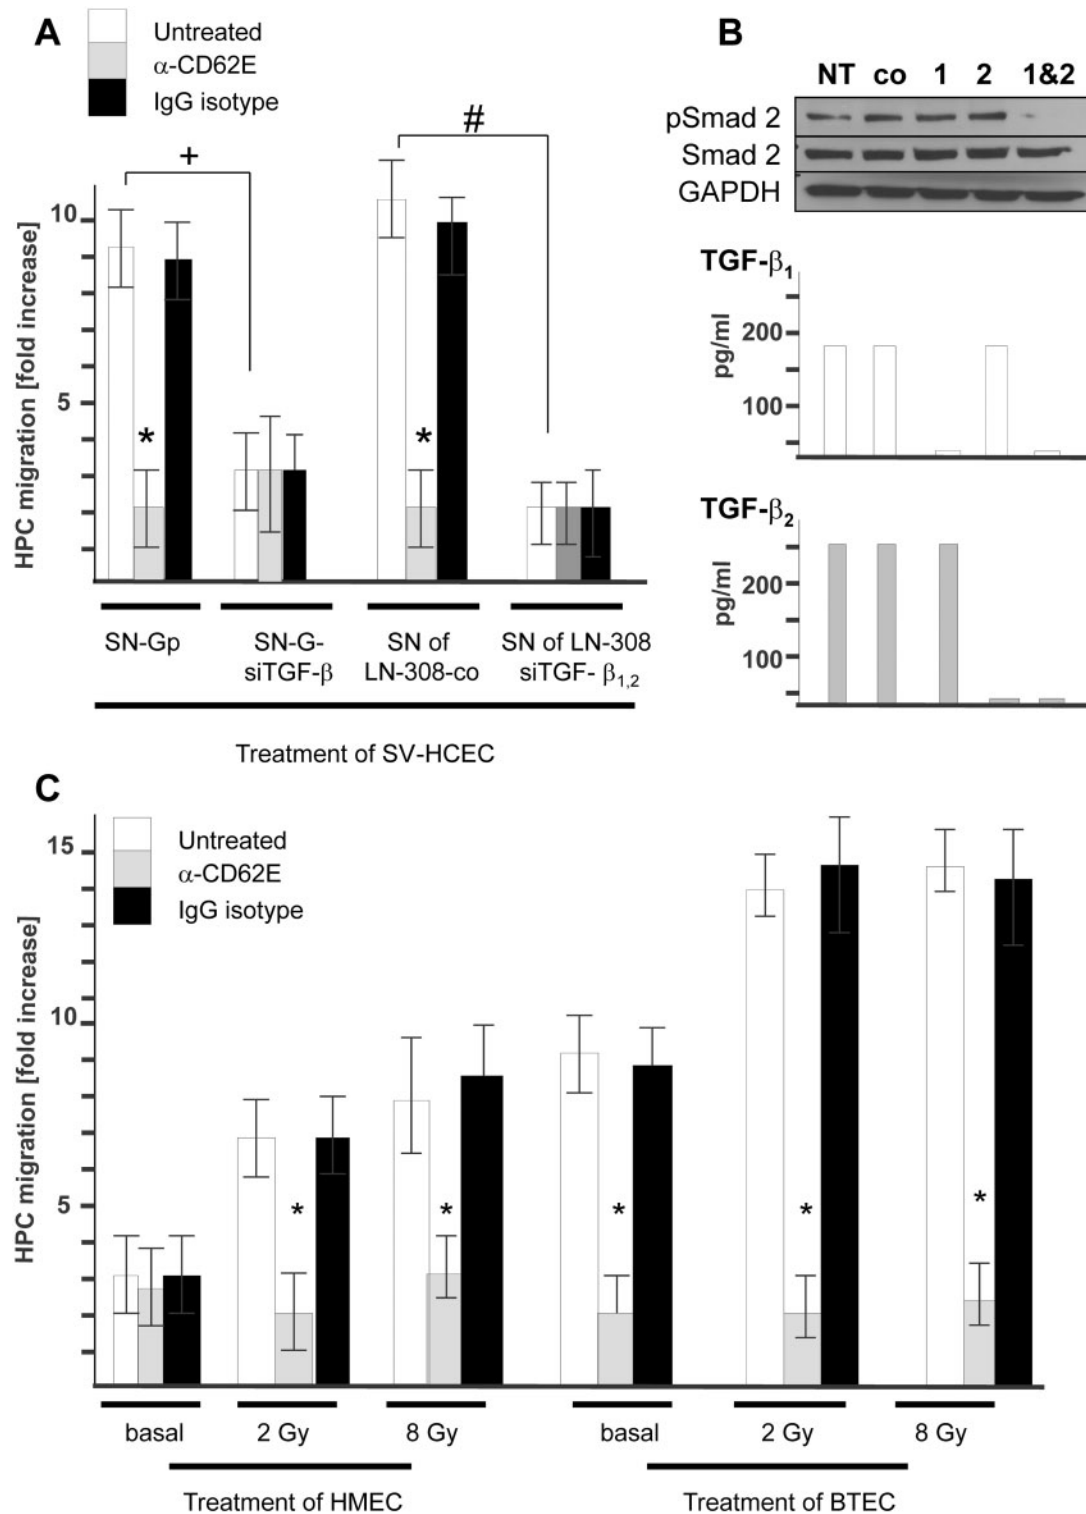 A
Untreated
α-CD62E
IgG isotype
+
#
HPC migration [fold increase]
10
5
*
*
SN-Gp
SN-G-
siTGF-β
SN of
LN-308-co
SN of LN-308
siTGF- β1,2
Treatment of SV-HCEC
B
NT co 1 2 1&2
pSmad 2
Smad 2
GAPDH
TGF-β1
pg/ml
200
100
TGF-β2
pg/ml
200
100
C
Untreated
α-CD62E
IgG isotype
HPC migration [fold increase]
15
10
5
* * * * *
basal 2 Gy 8 Gy basal 2 Gy 8 Gy
Treatment of HMEC Treatment of BTEC